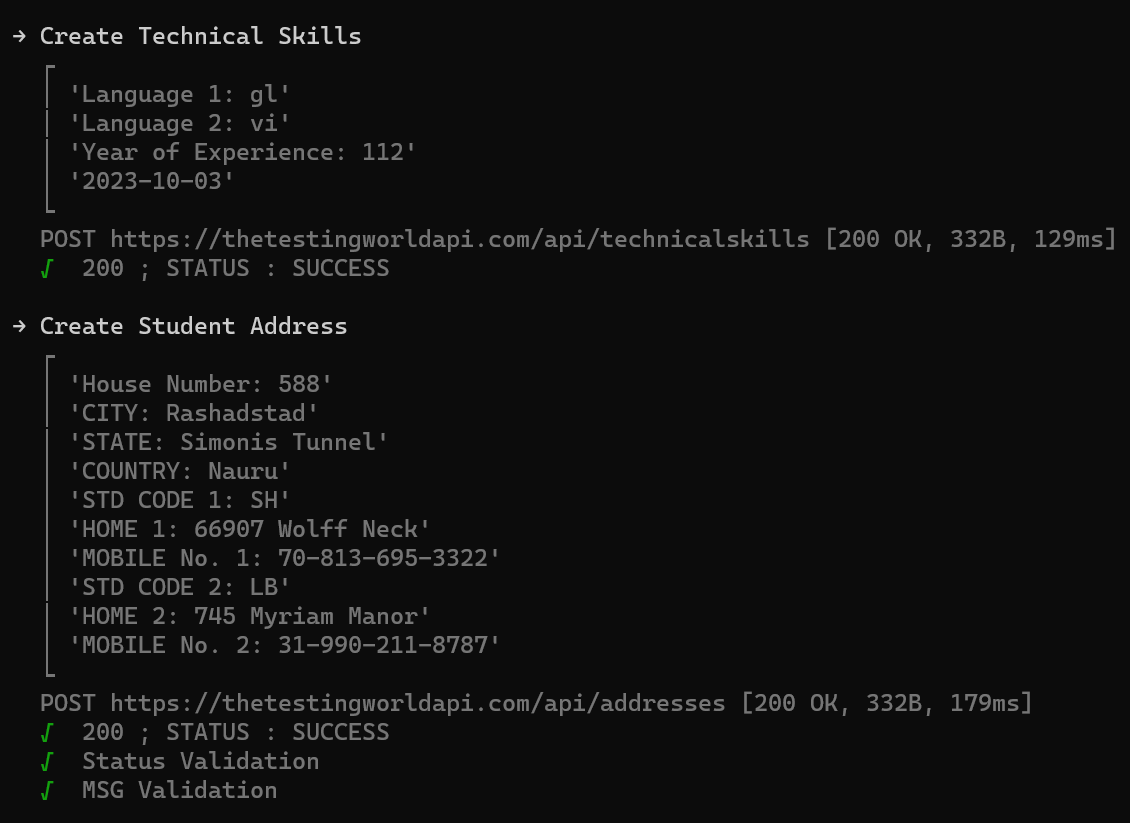 → Create Technical Skills
'Language 1: gl'
'Language 2: vi'
'Year of Experience: 112'
'2023-10-03'
POST https://thetestingworldapi.com/api/technicalskills [200 OK, 332B, 129ms]
√ 200 ; STATUS : SUCCESS
→ Create Student Address
'House Number: 588'
'CITY: Rashadstad'
'STATE: Simonis Tunnel'
'COUNTRY: Nauru'
'STD CODE 1: SH'
'HOME 1: 66907 Wolff Neck'
'MOBILE No. 1: 70-813-695-3322'
'STD CODE 2: LB'
'HOME 2: 745 Myriam Manor'
'MOBILE No. 2: 31-990-211-8787'
POST https://thetestingworldapi.com/api/addresses [200 OK, 332B, 179ms]
√ 200 ; STATUS : SUCCESS
√ Status Validation
√ MSG Validation